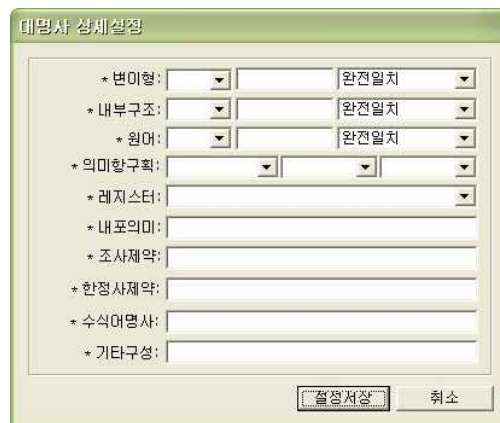 대명사 상세설정
* 변이형: 완전일치
* 내부구조: 완전일치
* 원어: 완전일치
* 의미항구획:
* 레지스터:
* 내포의미:
* 조사제약:
* 한정사제약:
* 수식어명사:
* 기타구성:
절정저장 취소